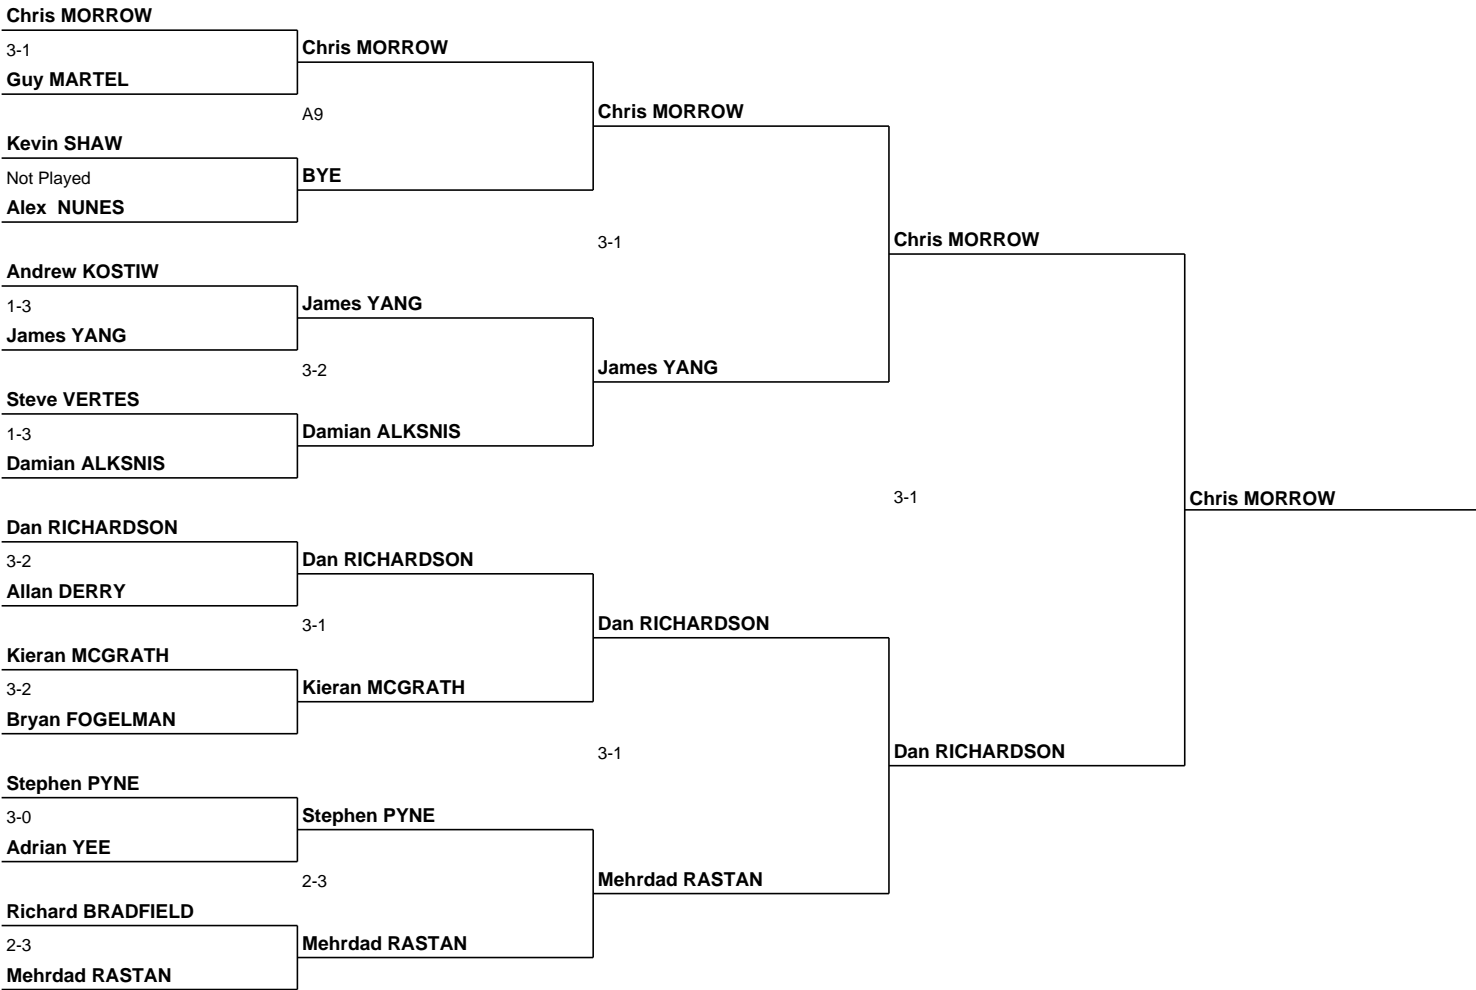 Chris MORROW
3-1
Guy MARTEL
Kevin SHAW
Not Played
Alex  NUNES
Andrew KOSTIW
1-3
James YANG
Steve VERTES
1-3
Damian ALKSNIS
Dan RICHARDSON
3-2
Allan DERRY
Kieran MCGRATH
3-2
Bryan FOGELMAN
Stephen PYNE
3-0
Adrian YEE
Richard BRADFIELD
2-3
Mehrdad RASTAN
Chris MORROW
A9
BYE
James YANG
3-2
Damian ALKSNIS
Dan RICHARDSON
3-1
Kieran MCGRATH
Stephen PYNE
2-3
Mehrdad RASTAN
Chris MORROW
3-1
James YANG
Dan RICHARDSON
3-1
Mehrdad RASTAN
Chris MORROW
3-1
Dan RICHARDSON
Chris MORROW